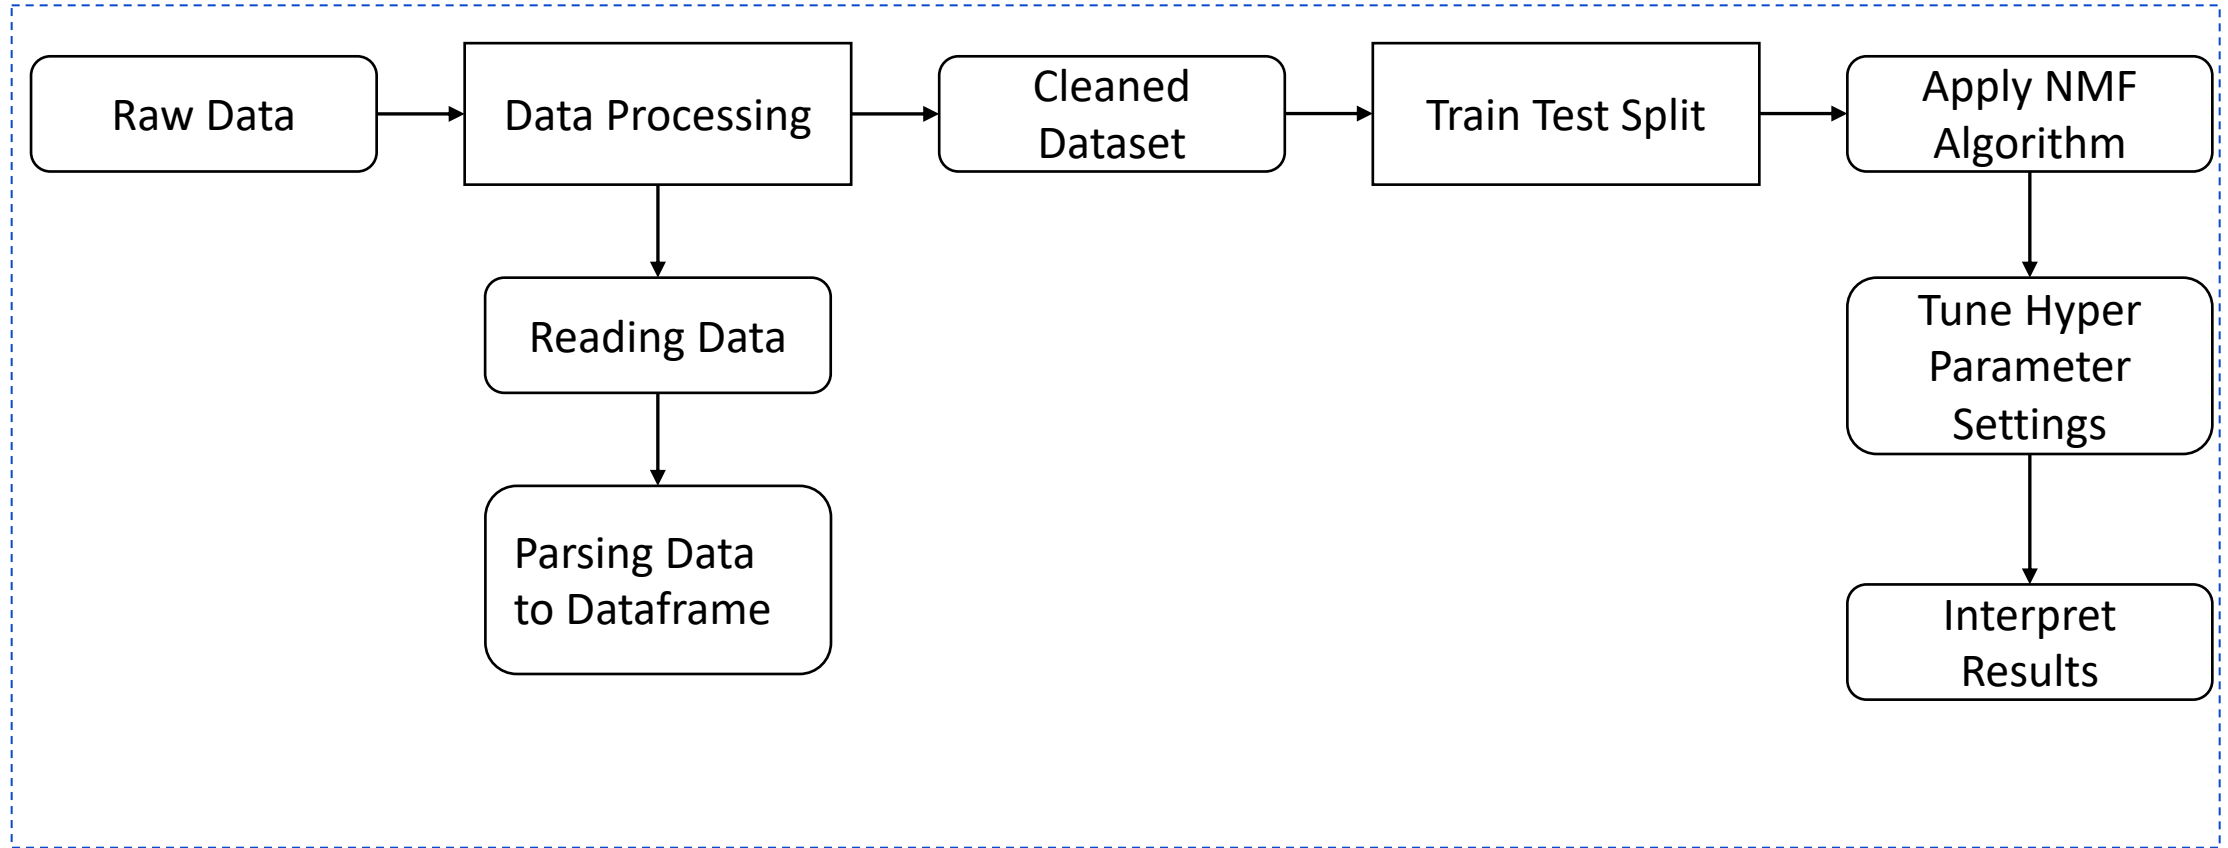 Raw Data
Data Processing
Cleaned
Dataset
Train Test Split
Apply NMF
Algorithm
Reading Data
Tune Hyper
Parameter
Settings
Parsing Data
to Dataframe
Interpret
Results